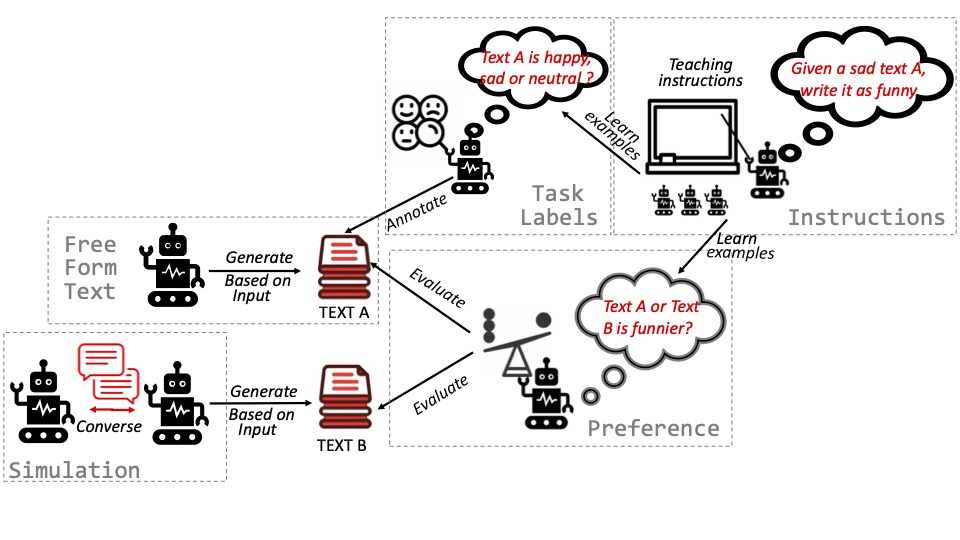 Text A is happy,
sad or neutral ?
Teaching
instructions
Given a sad text A,
write it as funny
Learn
examples
Task
Labels
Instructions
Annotate
Free
Form
Text
Generate
Based on
Input
TEXT A
Learn
examples
Evaluate
Text A or Text
B is funnier?
Evaluate
Preference
Converse
Simulation
Generate
Based on
Input
TEXT B